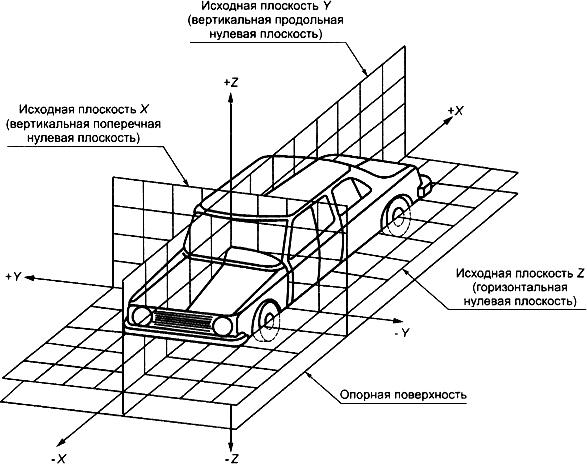 Исходная плоскость Y
(вертикальная продольная
нулевая плоскость)
+Z
Исходная плоскость X
(вертикальная поперечная
нулевая плоскость)
+X
+Y
Исходная плоскость Z
(горизонтальная
нулевая плоскость)
-Y
Опорная поверхность
-X
-Z